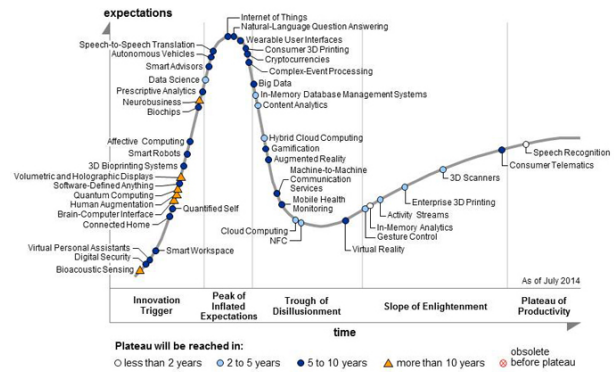 expectations
Internet of Things
Natural-Language Question Answering
Wearable User Interfaces
Speech-to-Speech Translation
Consumer 3D Printing
Autonomous Vehicles
Cryptocurrencies
Smart Advisors
Complex-Event Processing
Data Science
Big Data
Prescriptive Analytics
In-Memory Database Management Systems
Neurobusiness
Content Analytics
Biochips
Hybrid Cloud Computing
Affective Computing
Gamification
Speech Recognition
Smart Robots
Augmented Reality
Consumer Telematics
3D Bioprinting Systems
Machine-to-Machine
Communication
Services
3D Scanners
Volumetric and Holographic Displays
Software-Defined Anything
Quantum Computing
Mobile Health
Monitoring
Enterprise 3D Printing
Human Augmentation
Quantified Self
Brain-Computer Interface
Activity Streams
Connected Home
Cloud Computing
In-Memory Analytics
NFC
Gesture Control
Virtual Personal Assistants
Smart Workspace
Virtual Reality
Digital Security
Bioacoustic Sensing
As of July 2014
Innovation
Trigger
Peak of
Inflated
Expectations
Trough of
Disillusionment
Slope of Enlightenment
Plateau of
Productivity
time
Plateau will be reached in:
less than 2 years
2 to 5 years
5 to 10 years
more than 10 years
obsolete
before plateau